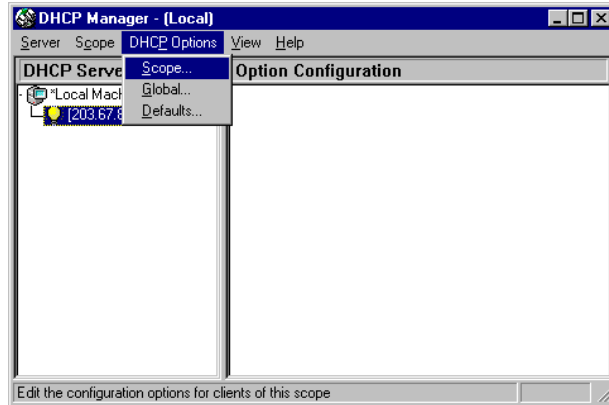 DHCP Manager - (Local)
Server Scope DHCP Options View Help
DHCP Serve
Option Configuration
Scope...
Global...
Defaults...
*Local Mach
[203.67.8
Edit the configuration options for clients of this scope